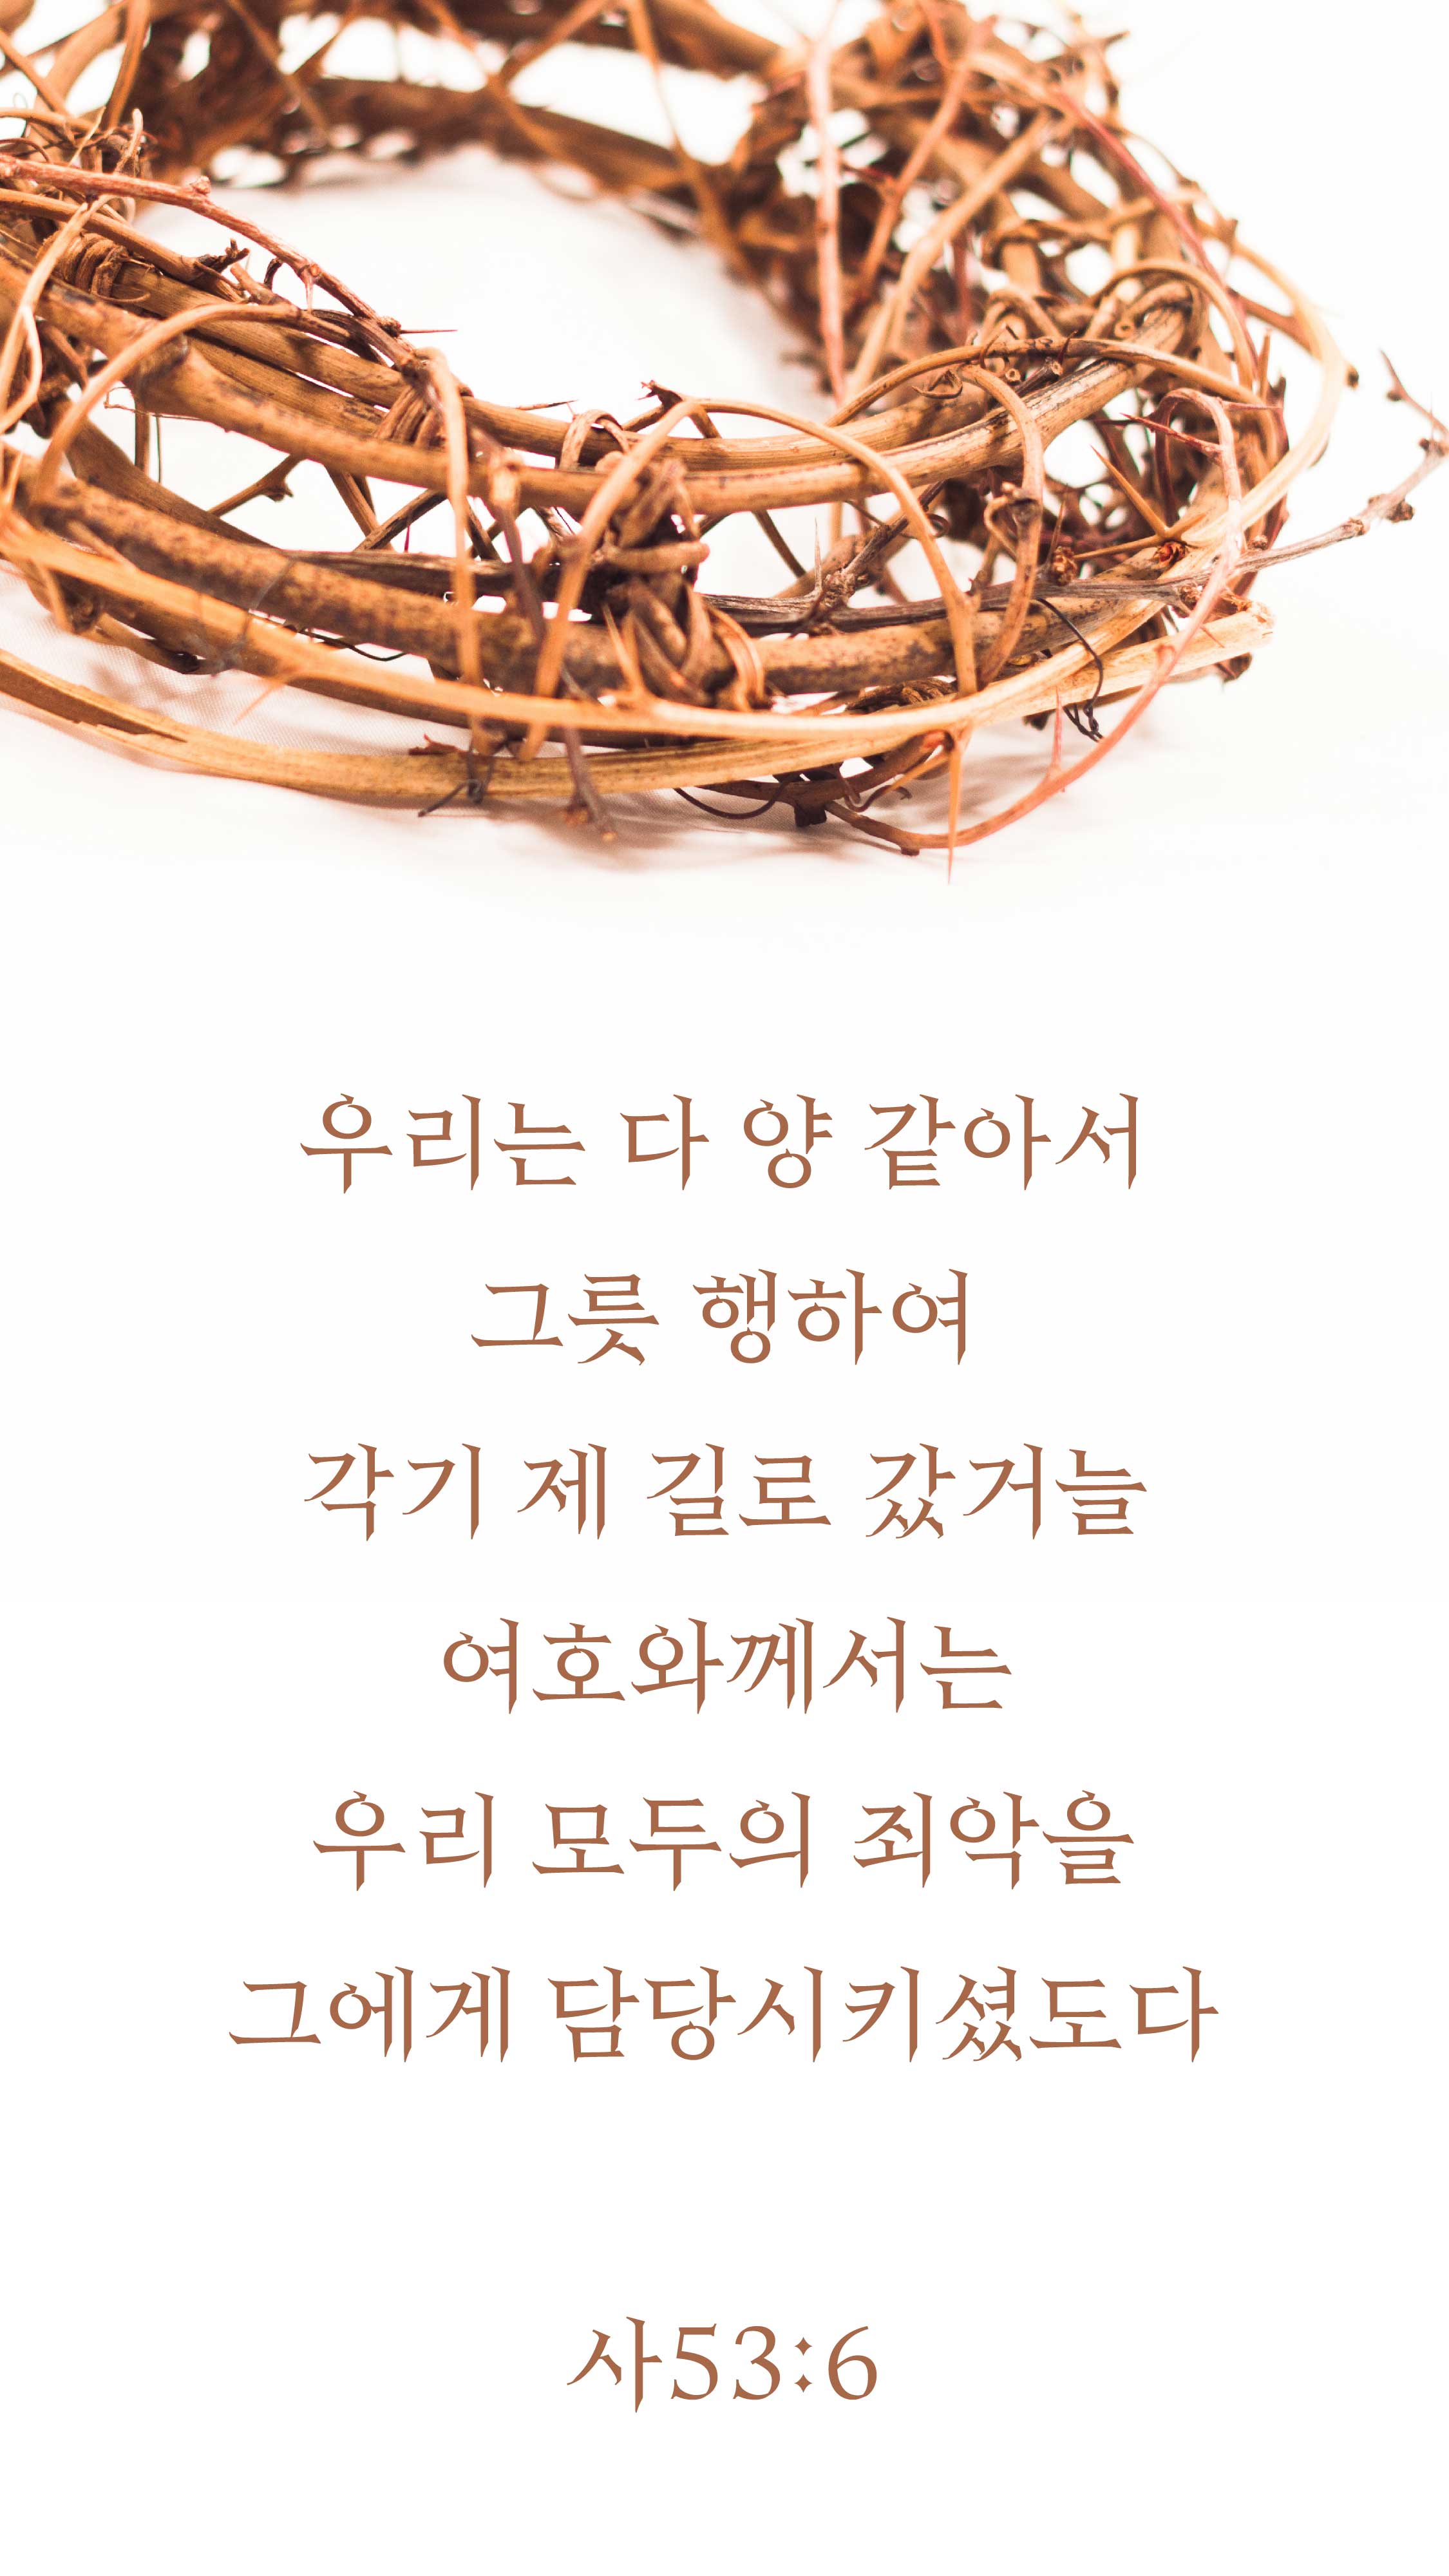 우리는 다 양 같아서
그릇 행하여
각기 제 길로 갔거늘
여호와께서는
우리 모두의 죄악을
그에게 담당시키셨도다
사53:6